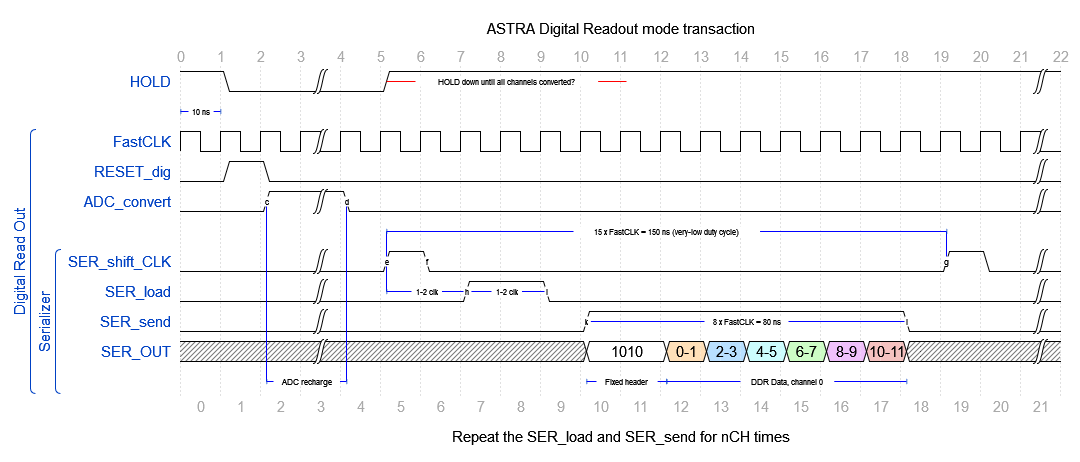 ASTRA Digital Readout mode transaction
0 1 2 3 4 5 6 7 8 9 10 11 12 13 14 15 16 17 18 19 20 21 22
HOLD
HOLD down until all channels converted?
10 ns
FastCLK
RESET_dig
ADC_convert
c
d
15 x FastCLK = 150 ns (very-low duty cycle)
SER_shift_CLK
e
f
g
SER_load
1-2 clk
h
1-2 clk
i
SER_send
k
8 x FastCLK = 80 ns
l
SER_OUT
1010
0-1
2-3
4-5
6-7
8-9
10-11
ADC recharge
Fixed header
DDR Data, channel 0
Digital Read Out
Serializer
0 1 2 3 4 5 6 7 8 9 10 11 12 13 14 15 16 17 18 19 20 21
Repeat the SER_load and SER_send for nCH times